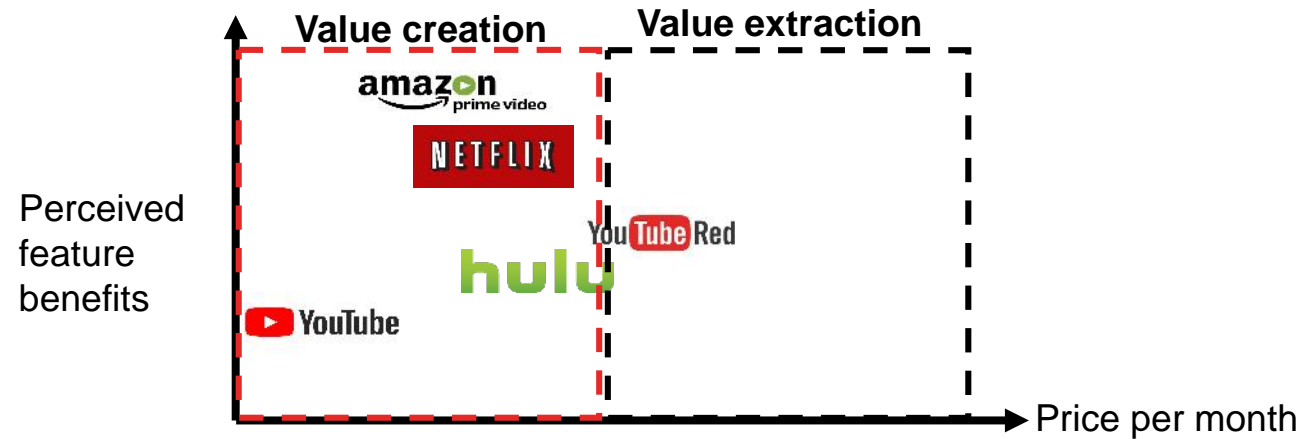 Value creation
Value extraction
amazon
prime video
NETFLIX
Perceived
feature
benefits
YouTube Red
hulu
YouTube
Price per month